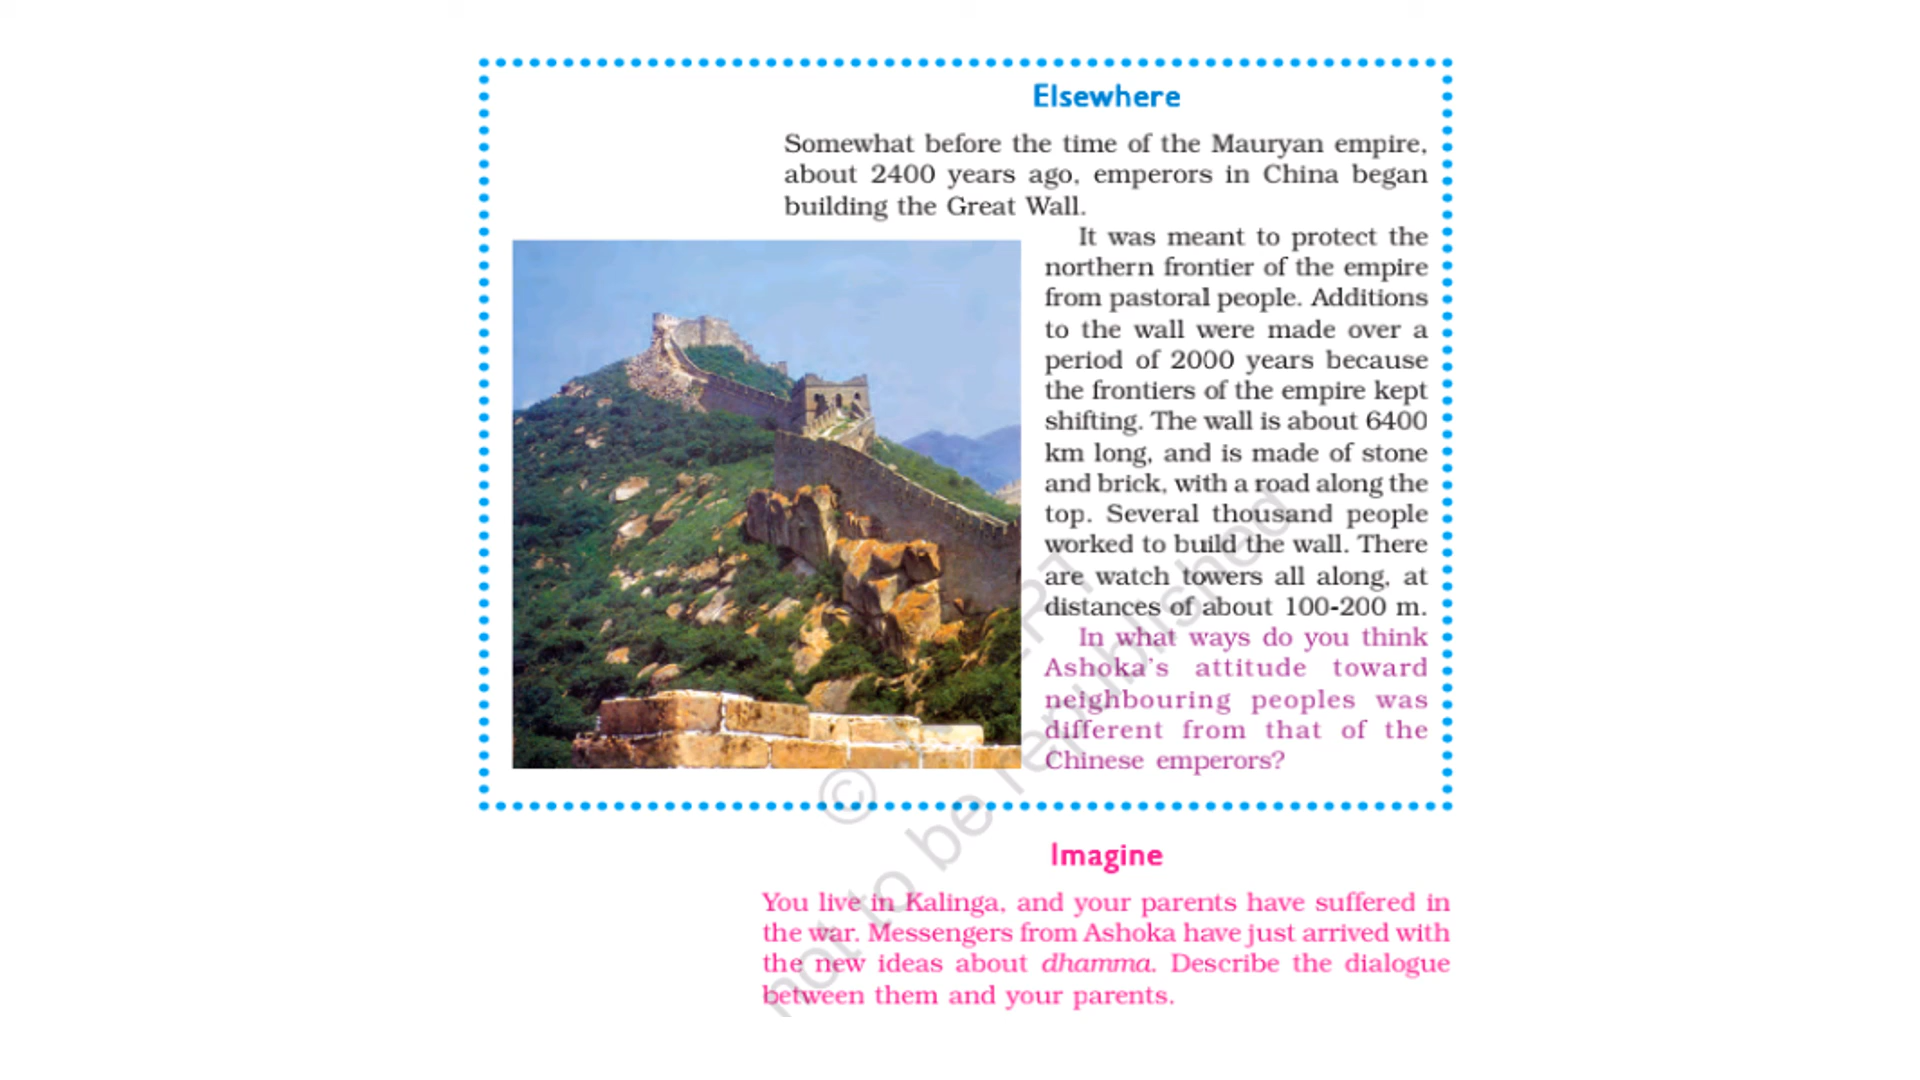 Elsewhere
Somewhat before the time of the Mauryan empire,
about 2400 years ago, emperors in China began
building the Great Wall.
It was meant to protect the
northern frontier of the empire
from pastoral people. Additions
to the wall were made over a
period of 2000 years because
the frontiers of the empire kept
shifting. The wall is about 6400
km long, and is made of stone
and brick, with a road along the
top. Several thousand people
worked to build the wall. There
are watch towers all along, at
distances of about 100-200 m.
In what ways do you think
Ashoka's attitude toward
neighbouring peoples was
different from that of the
Chinese emperors?
Imagine
You live in Kalinga, and your parents have suffered in
the war. Messengers from Ashoka have just arrived with
the new ideas about dhamma. Describe the dialogue
between them and your parents.
©
not to be republished